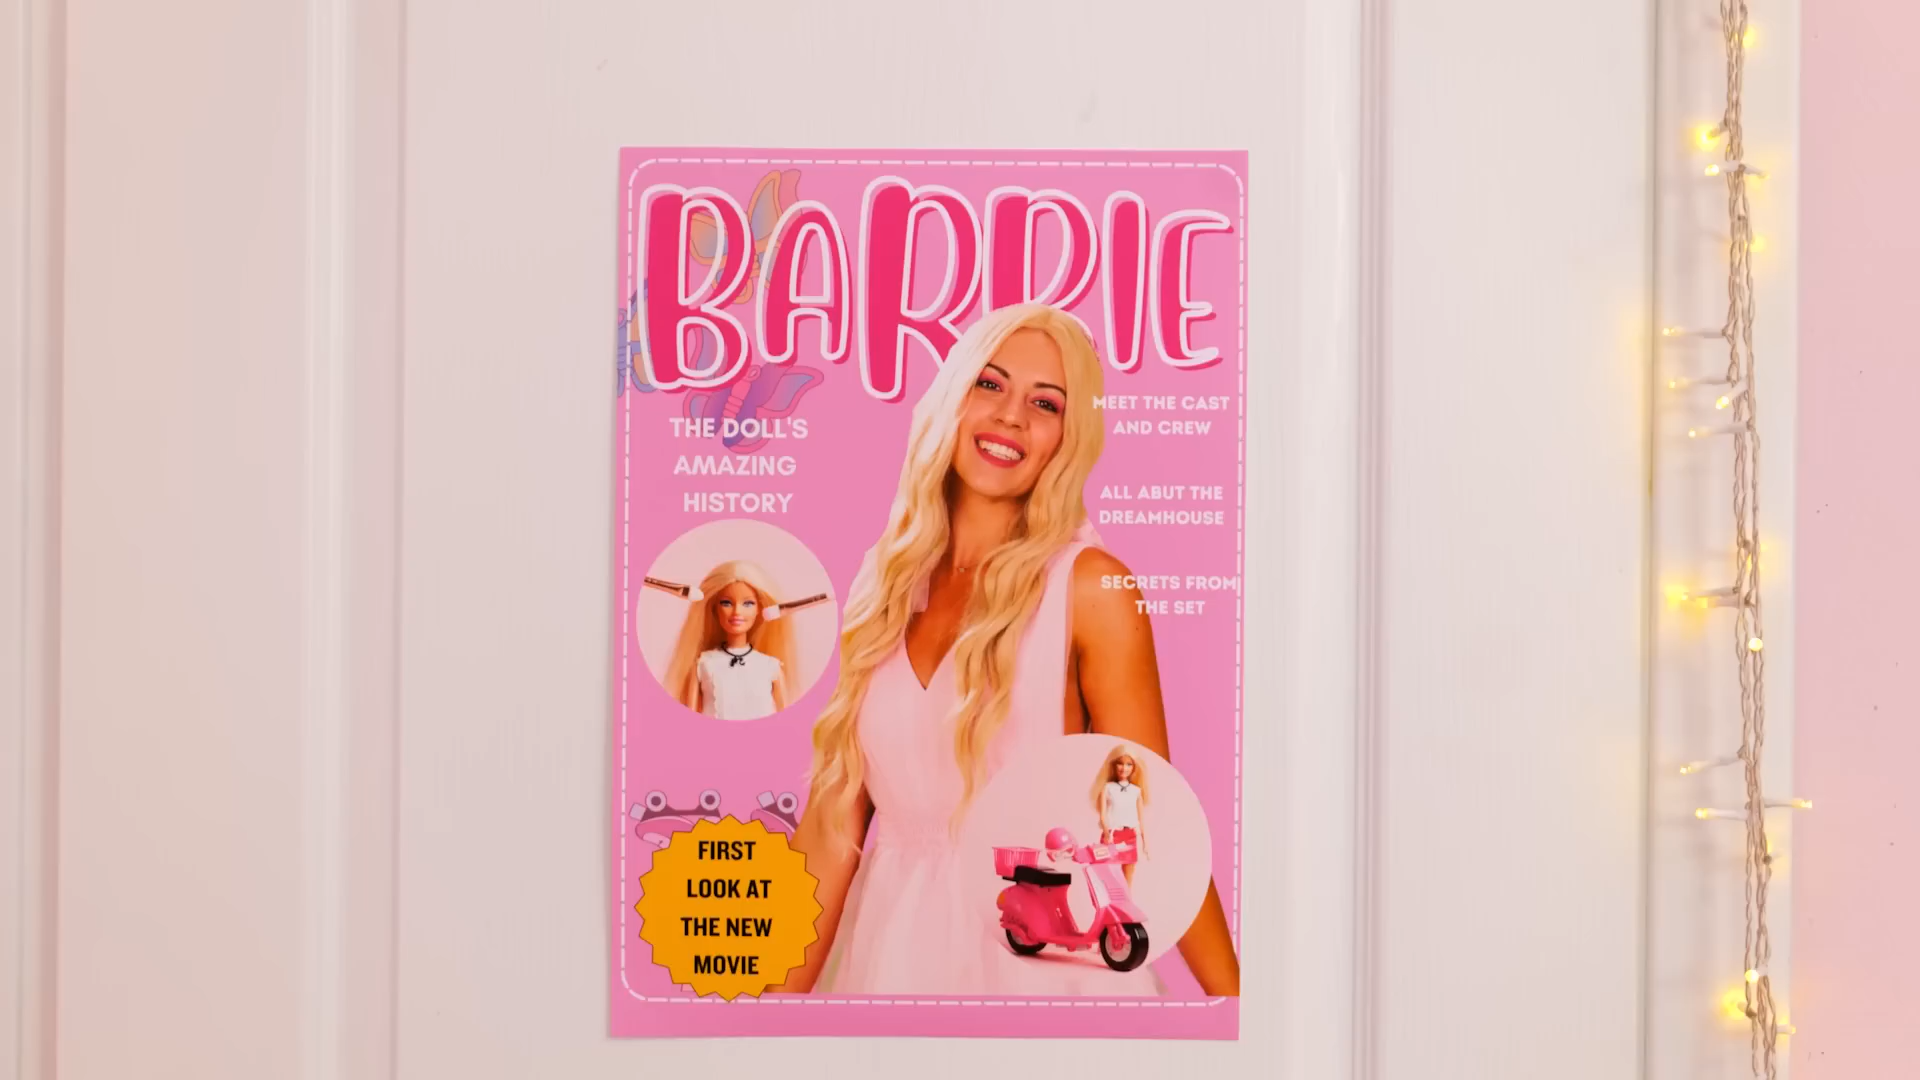 BARBIE
THE DOLL'S
AMAZING
HISTORY
MEET THE CAST
AND CREW
ALL ABUT THE
DREAMHOUSE
SECRETS FROM
THE SET
FIRST
LOOK AT
THE NEW
MOVIE